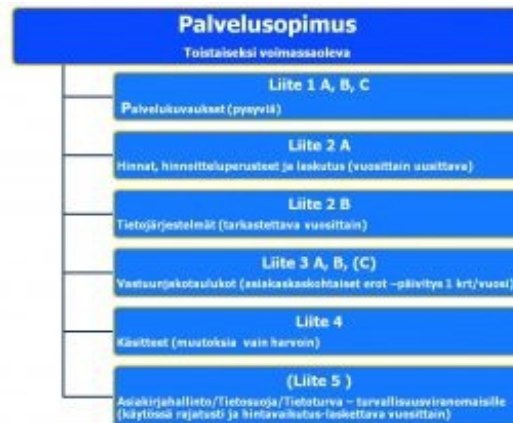 Palvelusopimus
Toistaiseksi voimassaoleva
Liite 1 A, B, C
Palvelukuvaukset (pysyviä)
Liite 2 A
Hinnat, hinnoitteluperusteet ja laskutus (vuosittain uusittava)
Liite 2 B
Tietojärjestelmät (tarkastettava vuosittain)
Liite 3 A, B, (C)
Vastuunjakotaulukot (asiakaskaskohtaiset erot –päivitys 1 krt/vuosi)
Liite 4
Käsitteet (muutoksia vain harvoin)
(Liite 5 )
Asiakirjahallinto/Tietosuoja/Tietoturva – turvallisuusviranomaisille
(käytössä rajatusti ja hintavaikutus-laskettava vuosittain)